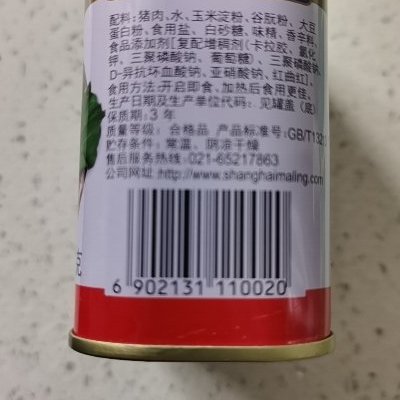 配料:猪肉、水、玉米淀粉、谷朊粉、大豆
蛋白粉、食用盐、白砂糖、味精、香辛料、
食品添加剂[复配增稠剂(卡拉胶、氯化
钾、三聚磷酸钠、葡萄糖)、三聚磷酸钠、
D-异抗坏血酸钠、亚硝酸钠、红曲红]。
食用方法:开启即食、加热后食用更佳。
生产日期及生产单位代码:见罐盖(底)
保质期:3 年
质量等级:合格品 产品标准号:GB/T132
贮存条件:常温、阴凉干燥
售后服务热线:021-65217863
公司网址:http://www.shanghaimaling.com
克
6 902131 110020